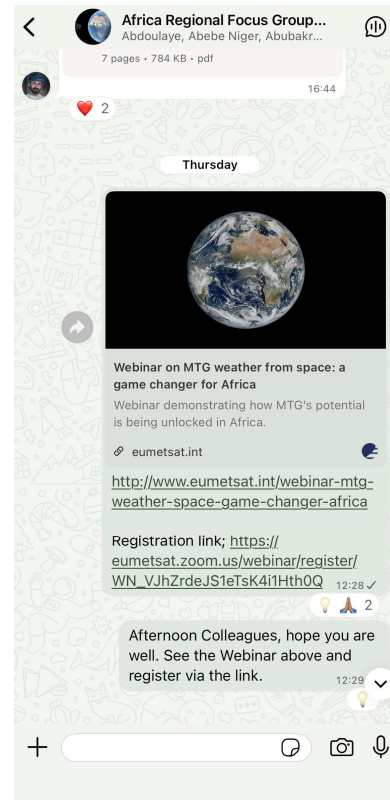 Africa Regional Focus Group...
Abdoulaye, Abebe Niger, Abubakr...
7 pages • 784 KB • pdf
16:44
2
Thursday
Webinar on MTG weather from space: a
game changer for Africa
Webinar demonstrating how MTG's potential
is being unlocked in Africa.
eumetsat.int
http://www.eumetsat.int/webinar-mtg-
weather-space-game-changer-africa
Registration link; https://
eumetsat.zoom.us/webinar/register/
WN_VJhZrdeJS1eTsK4i1Hth0Q
12:28
2
Afternoon Colleagues, hope you are
well. See the Webinar above and
register via the link.
12:29